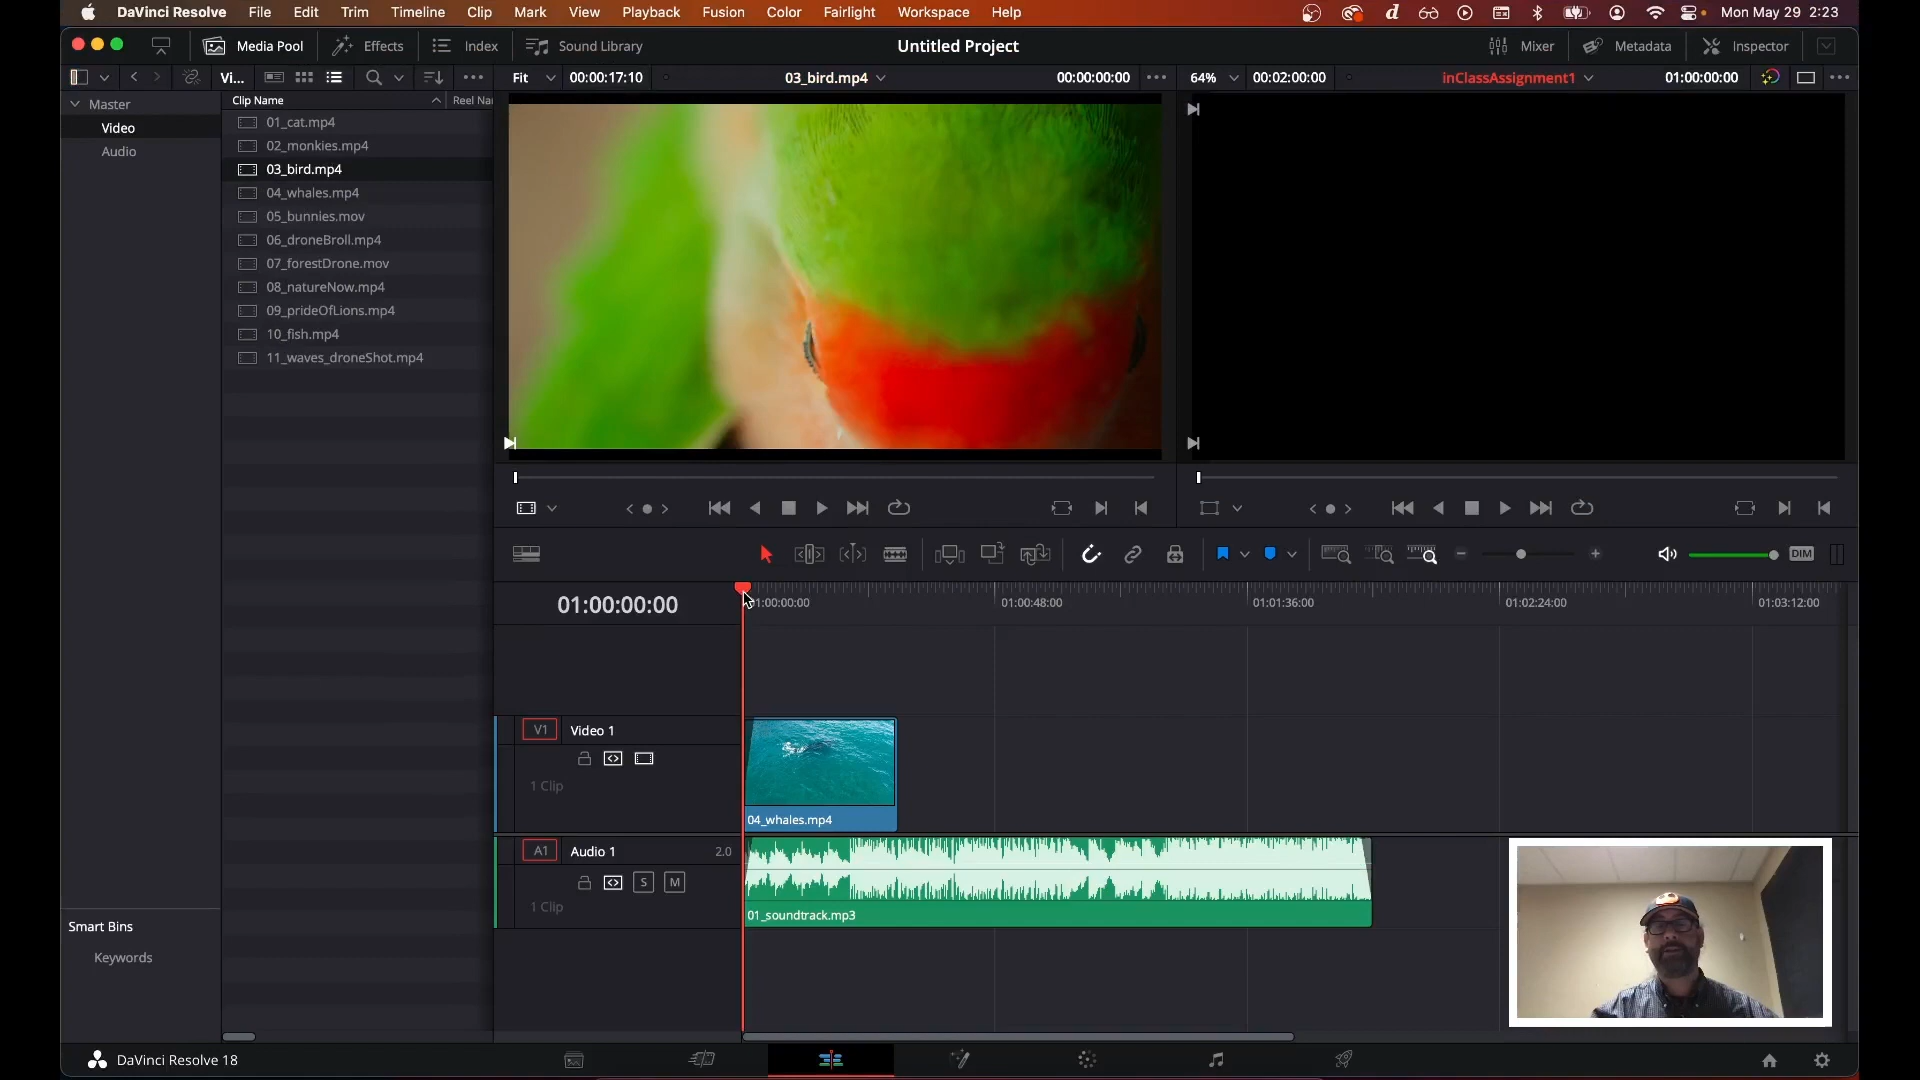 DaVinci Resolve File Edit Trim Timeline Clip Mark View Playback Fusion Color Fairlight Workspace Help Mon May 29 2:23
Media Pool Effects Index Sound Library Untitled Project Mixer Metadata Inspector
Vi... Fit 00:00:17:10 03_bird.mp4 00:00:00:00 64% 00:02:00:00 inClassAssignment1 01:00:00:00
Master
Video
Audio
Clip Name Reel Na
01_cat.mp4
02_monkies.mp4
03_bird.mp4
04_whales.mp4
05_bunnies.mov
06_droneBroll.mp4
07_forestDrone.mov
08_natureNow.mp4
09_prideOfLions.mp4
10_fish.mp4
11_waves_droneShot.mp4
DIM
01:00:00:00 01:00:00:00 01:00:48:00 01:01:36:00 01:02:24:00 01:03:12:00
V1 Video 1
1 Clip
04_whales.mp4
A1 Audio 1 2.0
S M
1 Clip
01_soundtrack.mp3
Smart Bins
Keywords
DaVinci Resolve 18